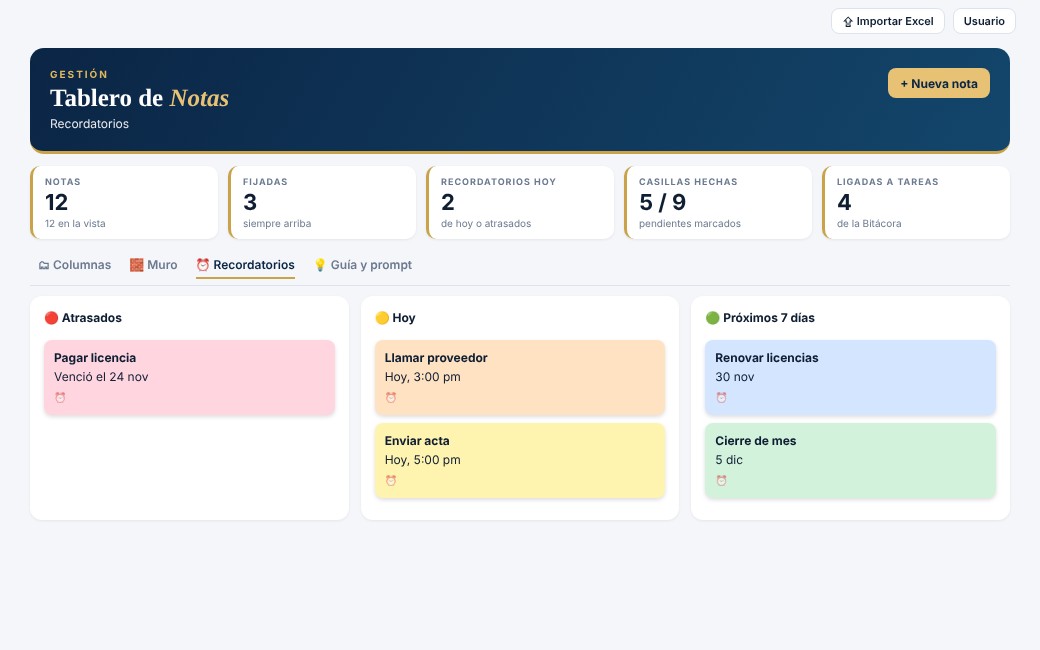 ⇪ Importar Excel
Usuario
GESTIÓN
Tablero de Notas
Recordatorios
+ Nueva nota
NOTAS
12
12 en la vista
FIJADAS
3
siempre arriba
RECORDATORIOS HOY
2
de hoy o atrasados
CASILLAS HECHAS
5 / 9
pendientes marcados
LIGADAS A TAREAS
4
de la Bitácora
🗂 Columnas
🧱 Muro
⏰ Recordatorios
💡 Guía y prompt
🔴 Atrasados
Pagar licencia
Venció el 24 nov
⏰
🟡 Hoy
Llamar proveedor
Hoy, 3:00 pm
⏰
Enviar acta
Hoy, 5:00 pm
⏰
🟢 Próximos 7 días
Renovar licencias
30 nov
⏰
Cierre de mes
5 dic
⏰